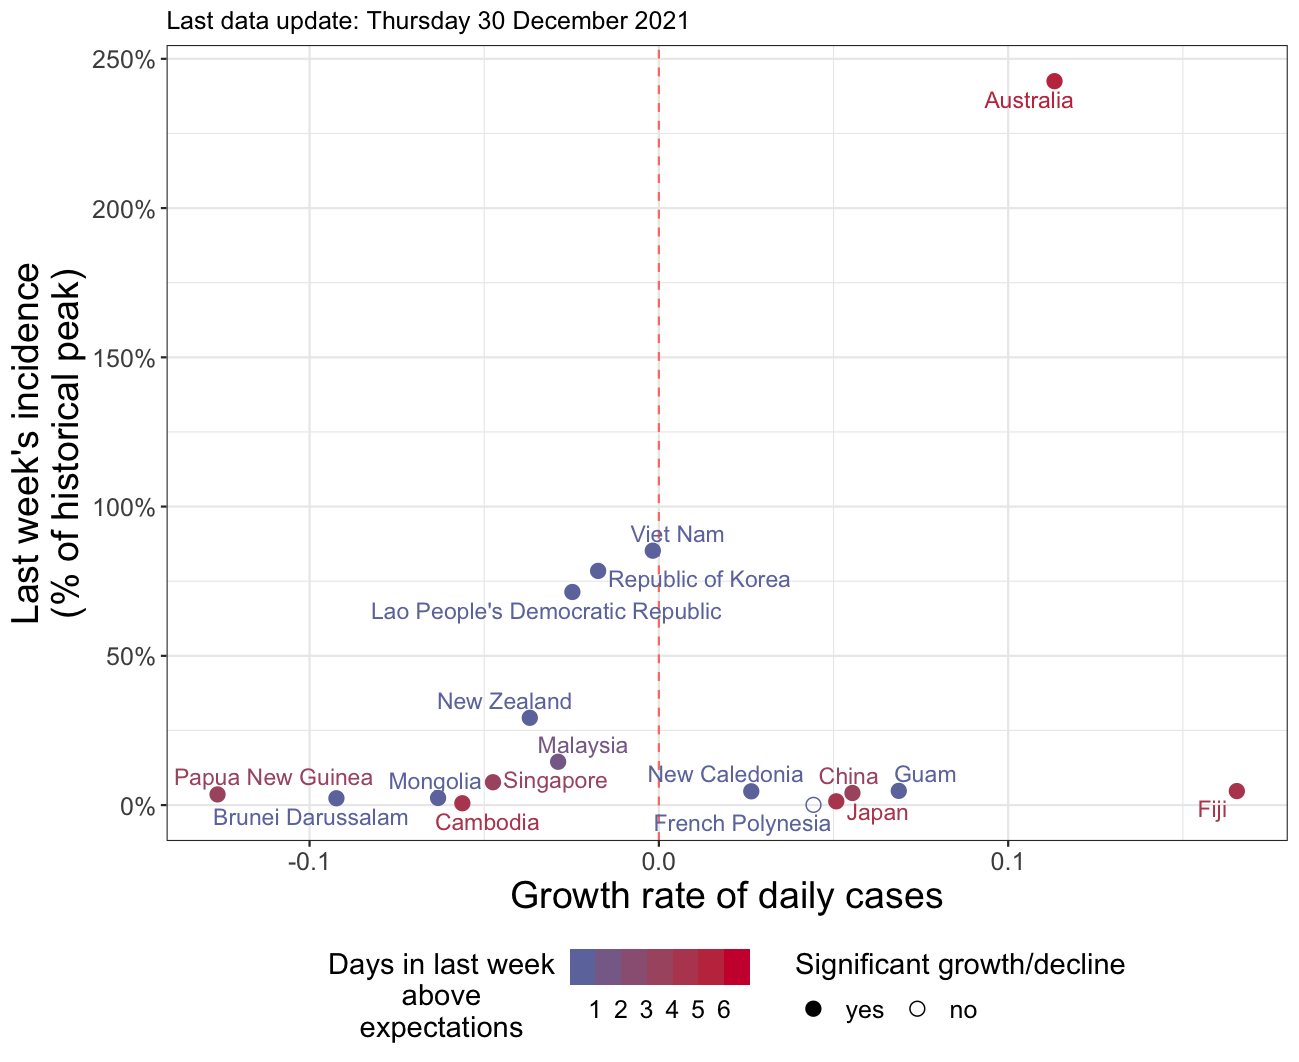 Last data update: Thursday 30 December 2021
250%
200%
150%
100%
50%
0%
Last week's incidence
(% of historical peak)
Australia
Viet Nam
Republic of Korea
Lao People's Democratic Republic
New Zealand
Malaysia
Papua New Guinea
Mongolia
Singapore
New Caledonia
China
Guam
Brunei Darussalam
Cambodia
French Polynesia
Japan
Fiji
-0.1
0.0
0.1
Growth rate of daily cases
Days in last week
above
expectations
1 2 3 4 5 6
Significant growth/decline
yes
no